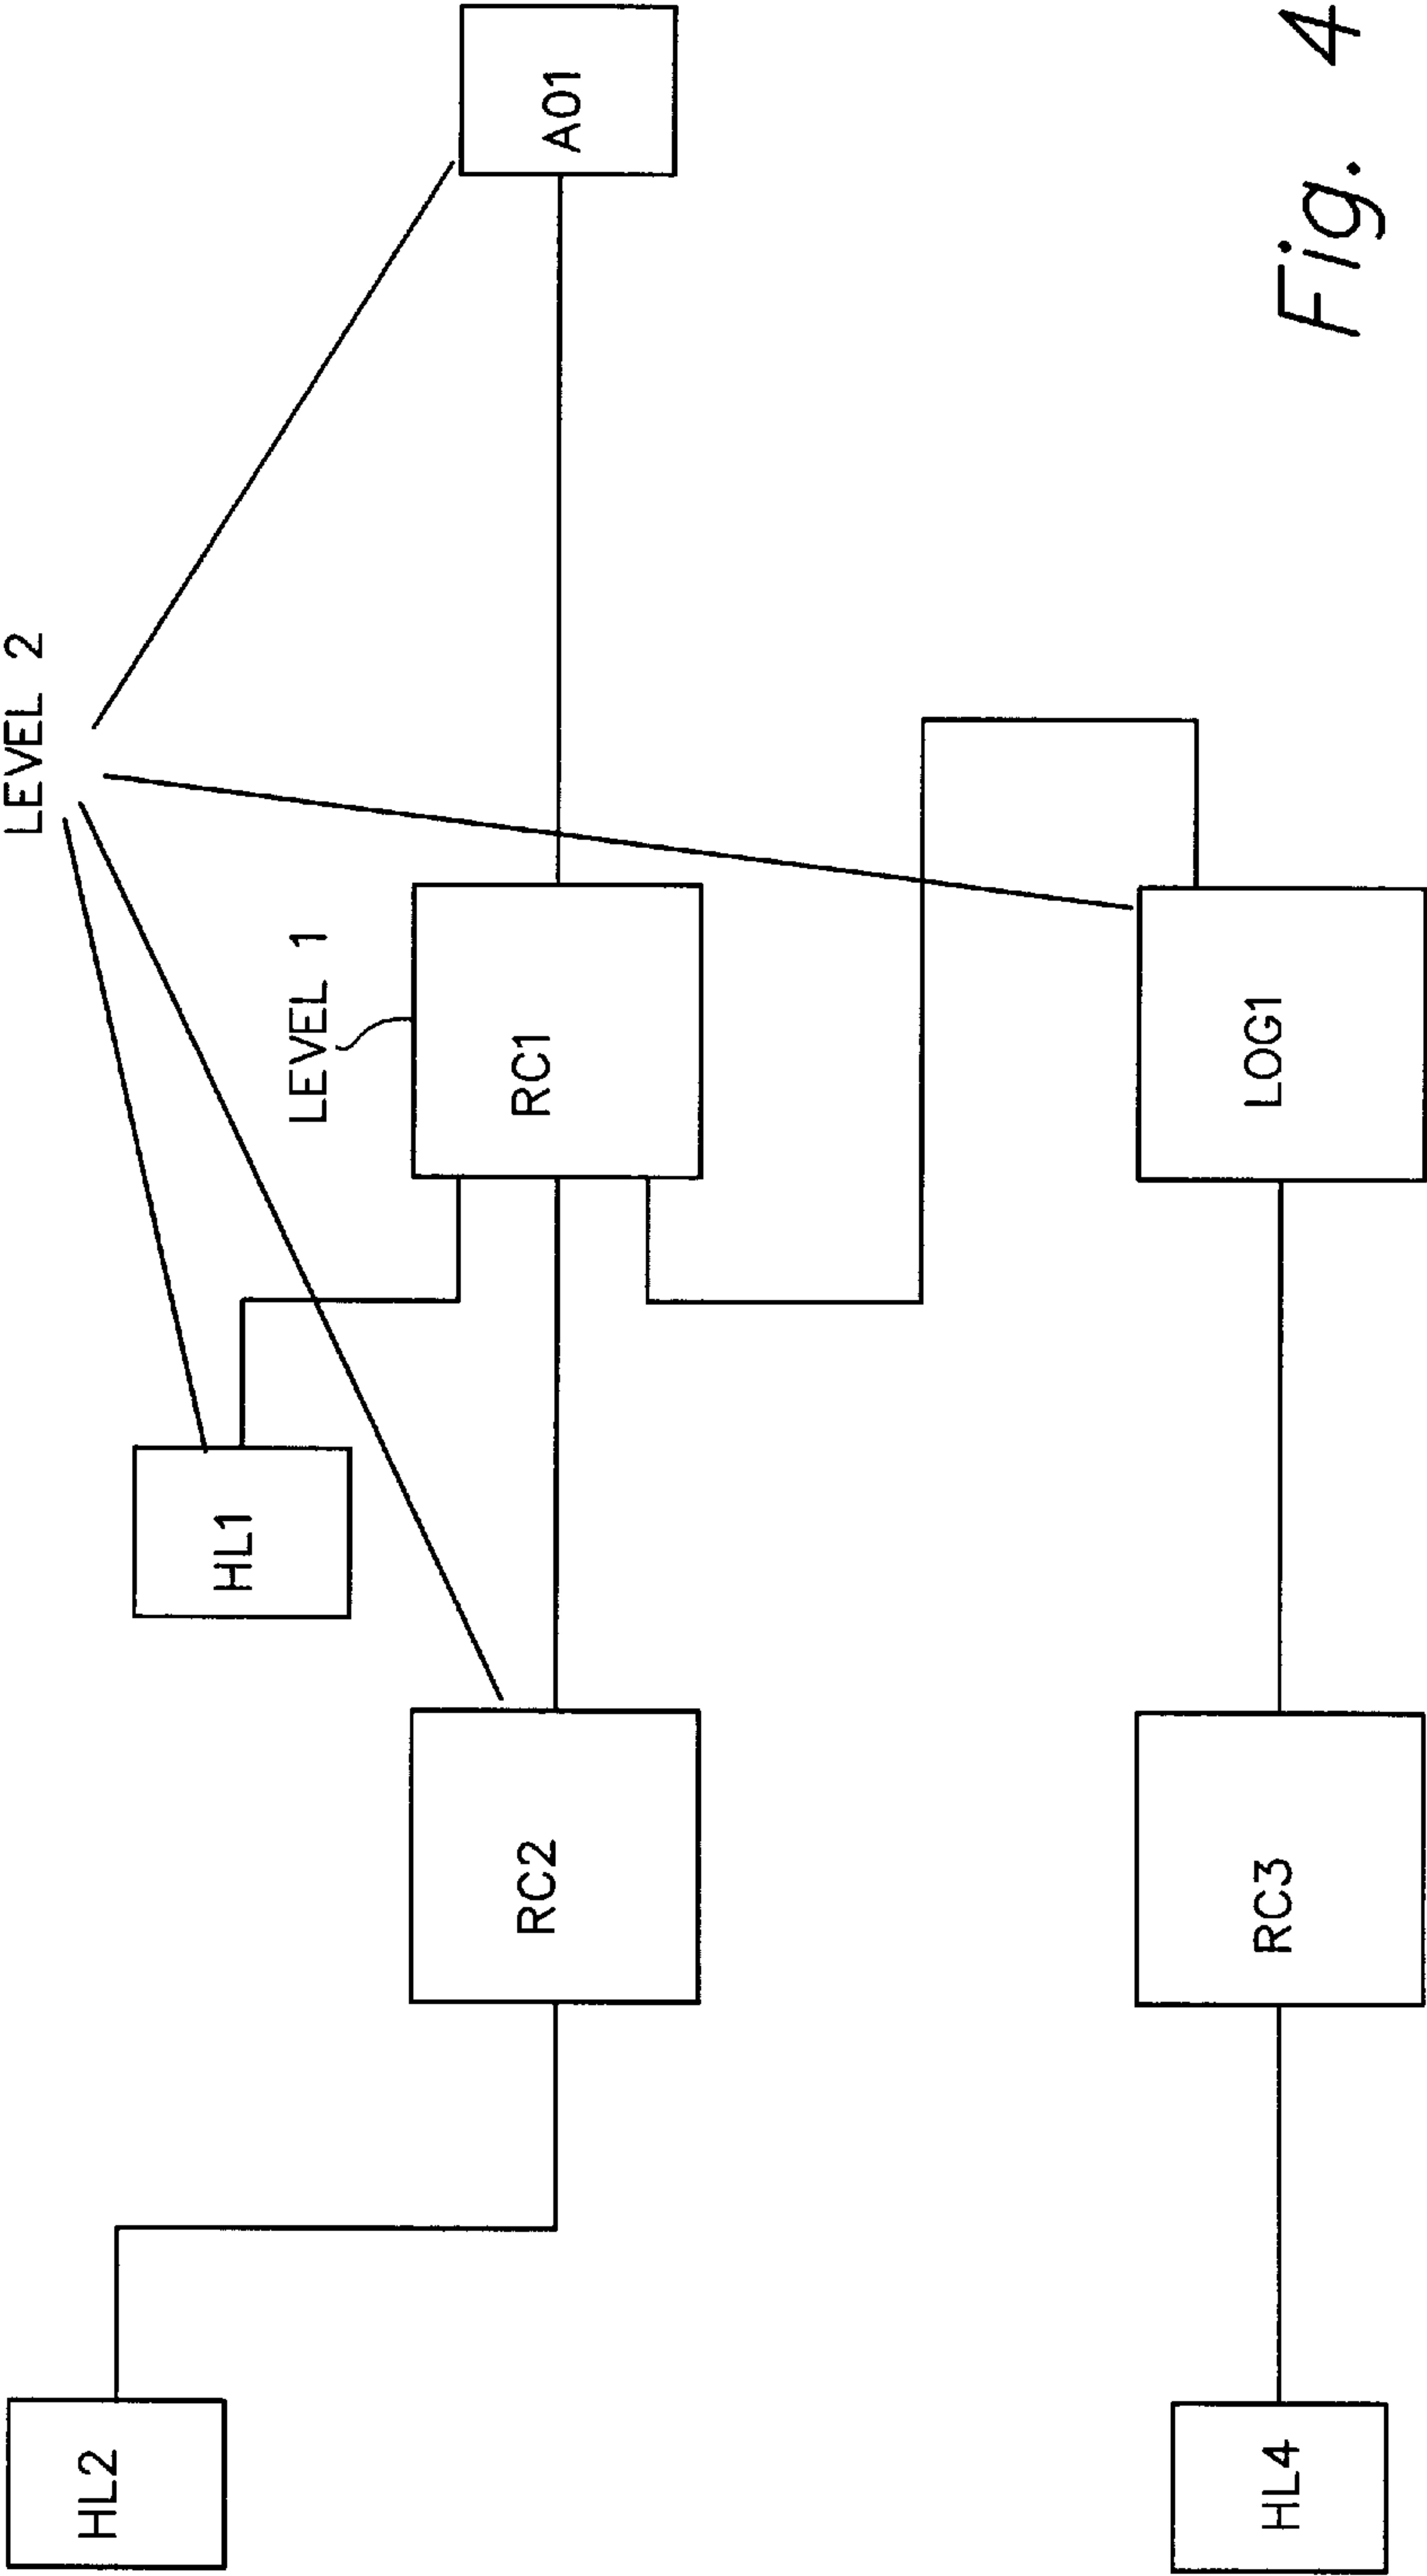 LEVEL 2
HL2
HL1
LEVEL 1
RC2
RC1
A01
HL4
RC3
LOG1
Fig. 4